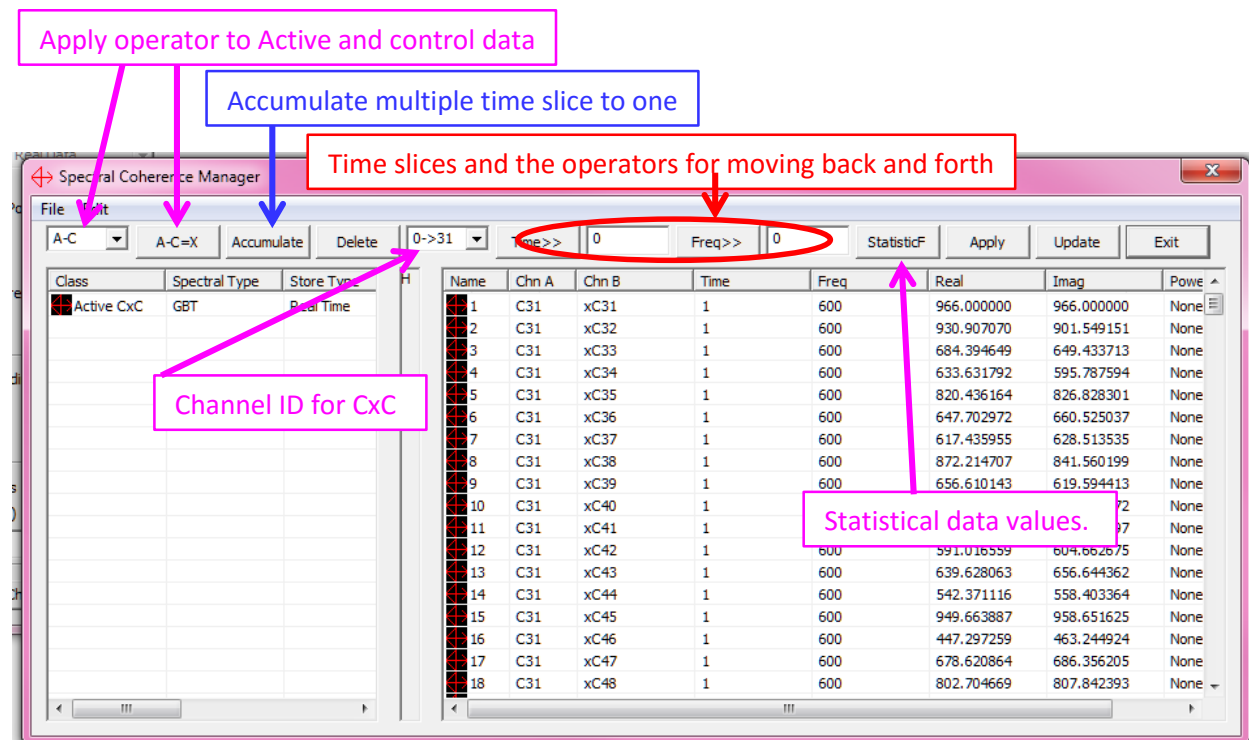 Apply operator to Active and control data
Accumulate multiple time slice to one
Time slices and the operators for moving back and forth
Real Data
Spectral Coherence Manager
File Edit
A-C A-C=X Accumulate Delete 0->31 Time>> 0 Freq>> 0 StatisticF Apply Update Exit
Class Spectral Type Store Type H Name Chn A Chn B Time Freq Real Imag Powe
Active CxC GBT Real Time 1 C31 xC31 1 600 966.000000 966.000000 None
2 C31 xC32 1 600 930.907070 901.549151 None
3 C31 xC33 1 600 684.394649 649.433713 None
4 C31 xC34 1 600 633.631792 595.787594 None
5 C31 xC35 1 600 820.436164 826.828301 None
Channel ID for CxC
6 C31 xC36 1 600 647.702972 660.525037 None
7 C31 xC37 1 600 617.435955 628.513535 None
8 C31 xC38 1 600 872.214707 841.560199 None
9 C31 xC39 1 600 656.610143 619.594413 None
10 C31 xC40 1 72 None
Statistical data values.
11 C31 xC41 1 97 None
12 C31 xC42 1 600 591.016559 604.662675 None
13 C31 xC43 1 600 639.628063 656.644362 None
14 C31 xC44 1 600 542.371116 558.403364 None
15 C31 xC45 1 600 949.663887 958.651625 None
16 C31 xC46 1 600 447.297259 463.244924 None
17 C31 xC47 1 600 678.620864 686.356205 None
18 C31 xC48 1 600 802.704669 807.842393 None